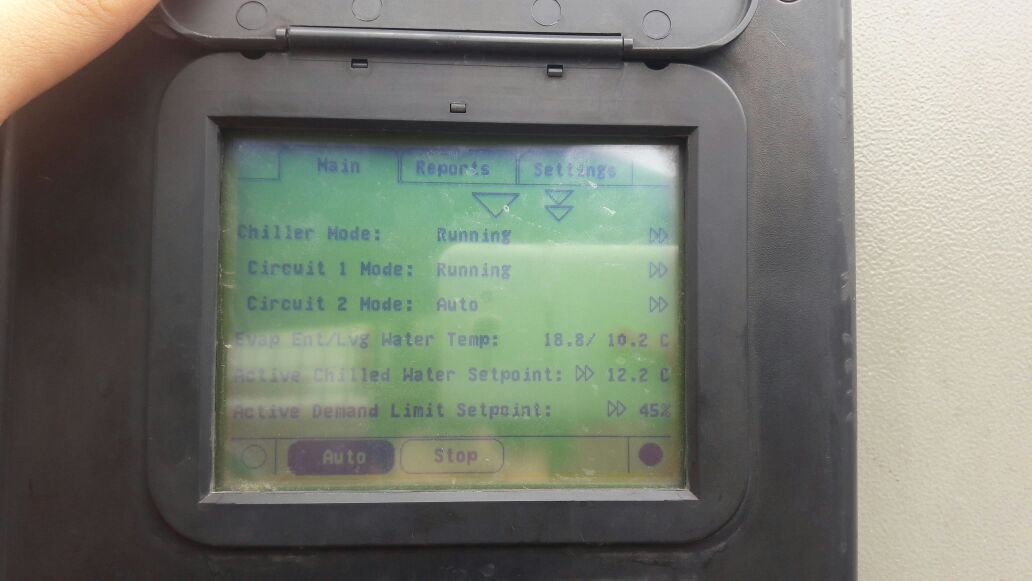 Main Reports Settings
Chiller Mode: Running
Circuit 1 Mode: Running
Circuit 2 Mode: Auto
Evap Ent/Lvg Water Temp: 18.8/ 10.2 C
Active Chilled Water Setpoint: 12.2 C
Active Demand Limit Setpoint: 45%
Auto Stop